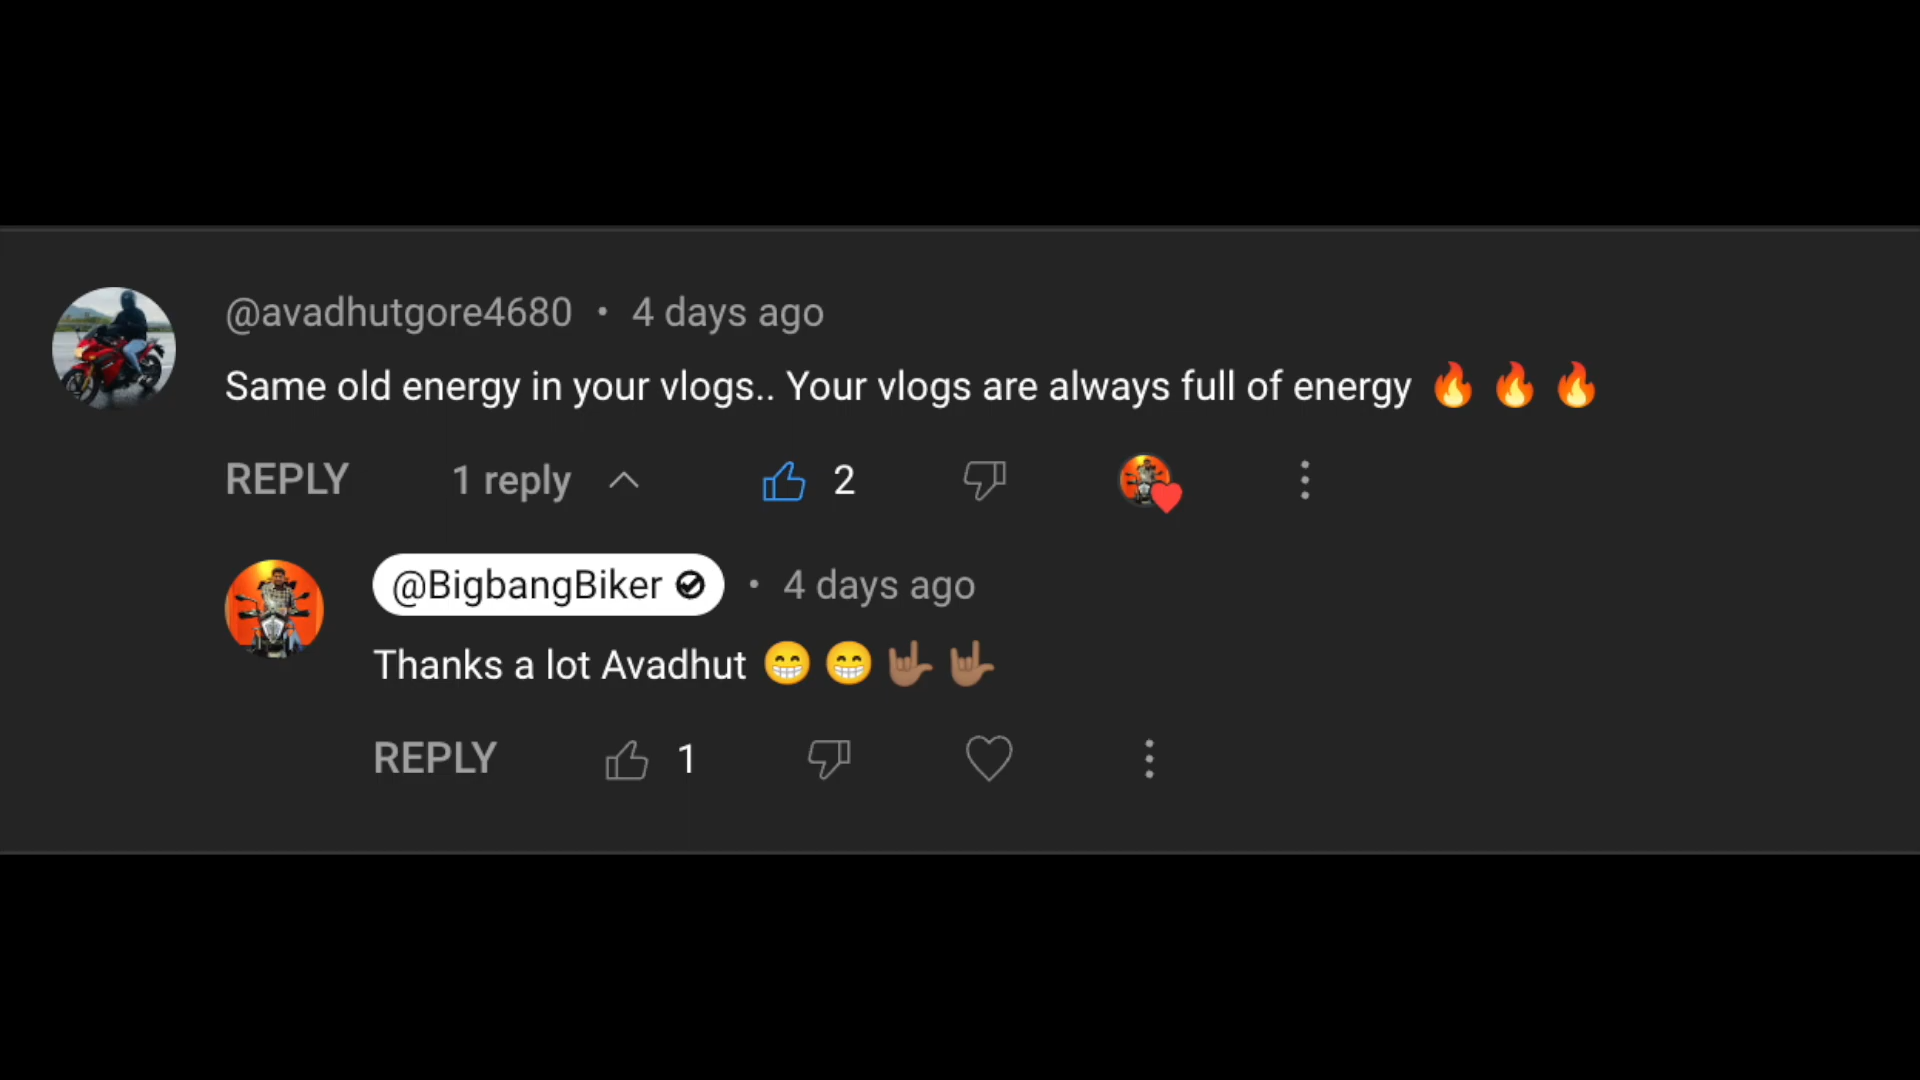 @avadhutgore4680 • 4 days ago
Same old energy in your vlogs.. Your vlogs are always full of energy 🔥 🔥 🔥
REPLY 1 reply 2
@BigbangBiker • 4 days ago
Thanks a lot Avadhut 😁 😁 🤟🏽 🤟🏽
REPLY 1